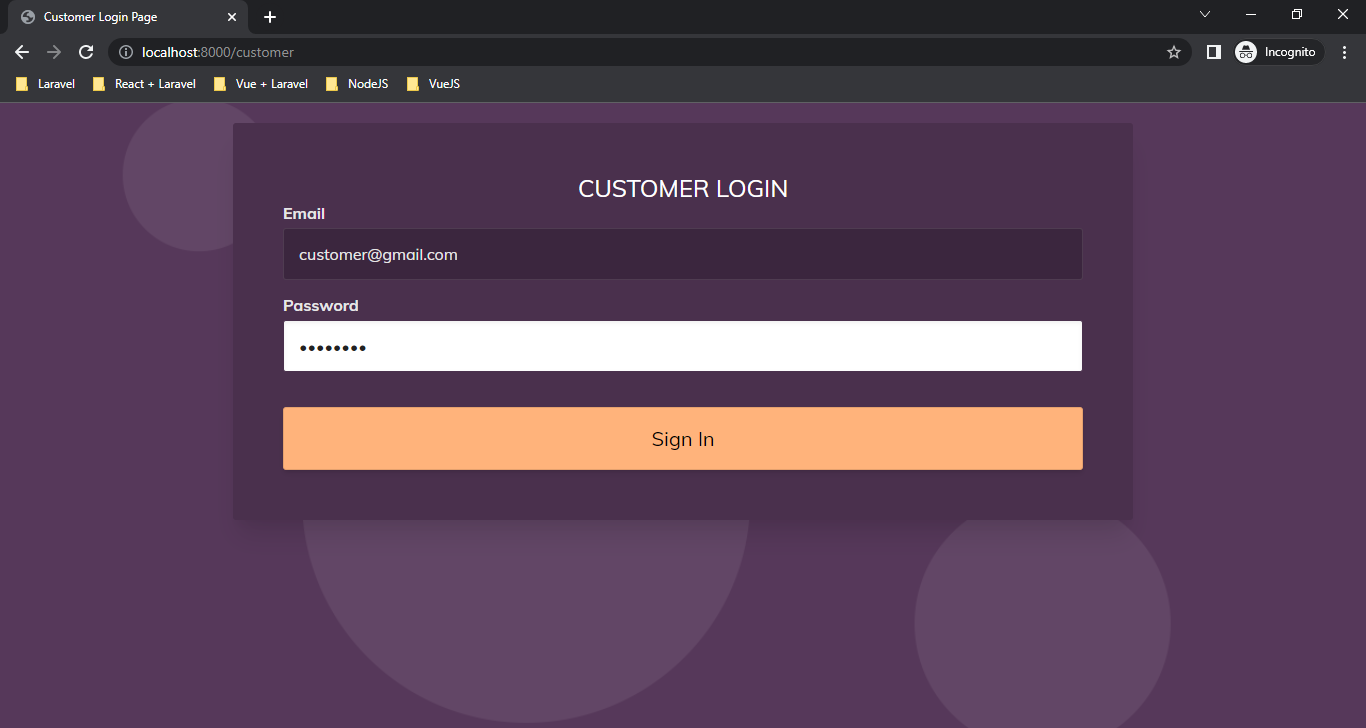 Customer Login Page
localhost:8000/customer
Incognito
Laravel
React + Laravel
Vue + Laravel
NodeJS
VueJS
CUSTOMER LOGIN
Email
customer@gmail.com
Password
••••••••
Sign In